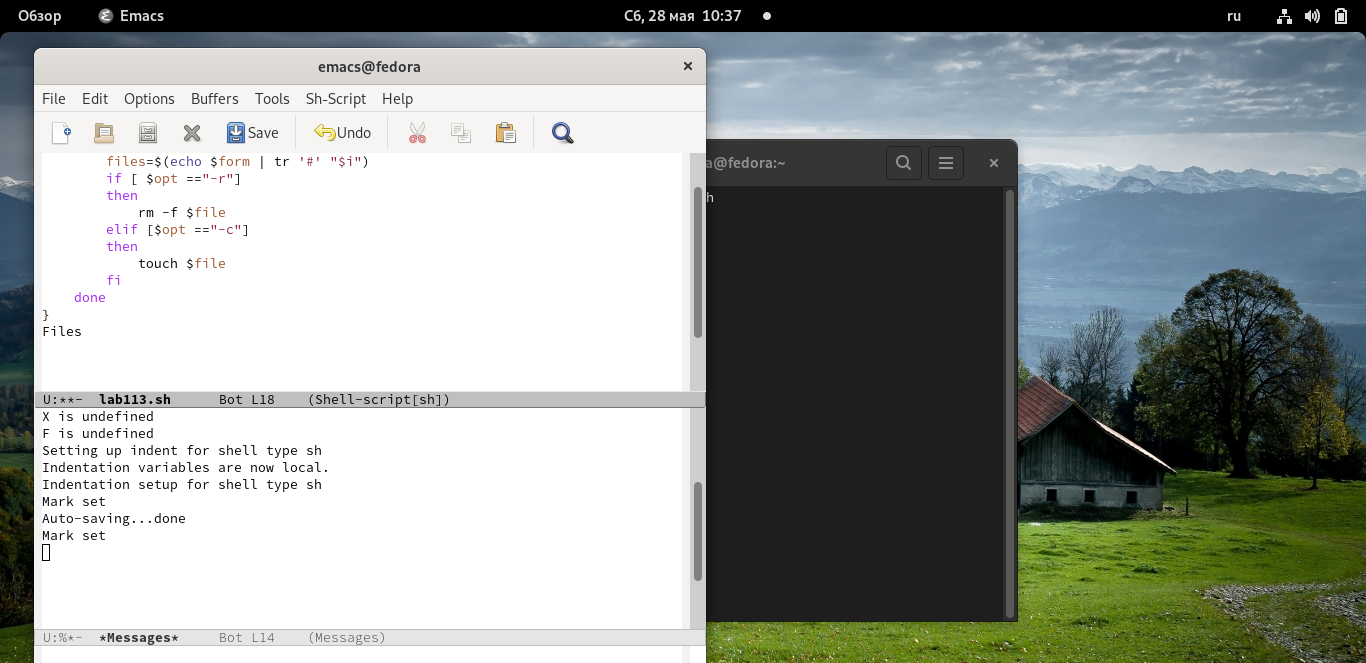 Обзор Emacs Сб, 28 мая 10:37 ru
emacs@fedora
File Edit Options Buffers Tools Sh-Script Help
Save Undo
files=$(echo $form | tr '#' "$i")
if [ $opt =="-r"]
then
rm -f $file
elif [$opt =="-c"]
then
touch $file
fi
done
}
Files
U:**- lab113.sh Bot L18 (Shell-script[sh])
X is undefined
F is undefined
Setting up indent for shell type sh
Indentation variables are now local.
Indentation setup for shell type sh
Mark set
Auto-saving...done
Mark set
U:%*- *Messages* Bot L14 (Messages)
a@fedora:~
h